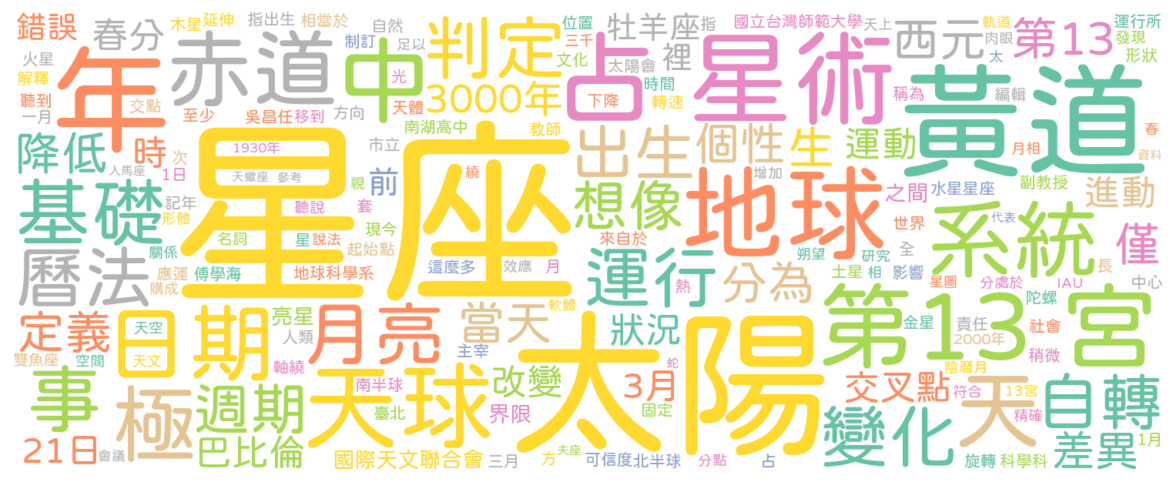 錯誤
春分
木星
延伸
指出生
相當於
位置
三千
文化
牡羊座
指
國立台灣師範大學
天上
西元
第13
軌道
運行所
肉眼
發現
太
形狀
火星
解釋
聽到
一月
年
交點
赤道
自然
制訂
足以
中
光
判定
3000年
天體
占
太陽會
裡
時間
下降
轉速
星術
稱為
編輯
黃道
至少
吳昌任
移到
方向
南湖高中
教師
降低
人馬座
時
次
1日
1930年
天蠍座
參考
市立
視
前
繞
出生
個性
增加
生
運動
月相
春
資料
副教授
進動
基礎
記年
形體
星座
聽說
套
想像
地球
之間
水星星座
世界
系統
代表
僅
曆法
關係
名詞
星
說法
現今
起始點
應運
傅學海
購成
地球科學系
這麼多
效應
月
來自於
運行
熱
分為
朔望
研究
全
土星
相
影響
星圖
分處於
IAU
長
中心
定義
日
天空
天文
期
亮星
人類
月亮
當天
軟體
狀況
太陽
第13宮
金星
責任
2000年
陀螺
社會
稍微
雙魚座
空間
軸繞
主宰
南半球
蛇
陰曆月
事
極
週期
天球
臺北
改變
界限
3月
固定
交叉點
符合
13宮
天
精確
自轉
21日
會議
巴比倫
國際天文聯合會
三月
方
夫座
可信度
北半球
分點
占
變化
旋轉
科學科
差異
1月